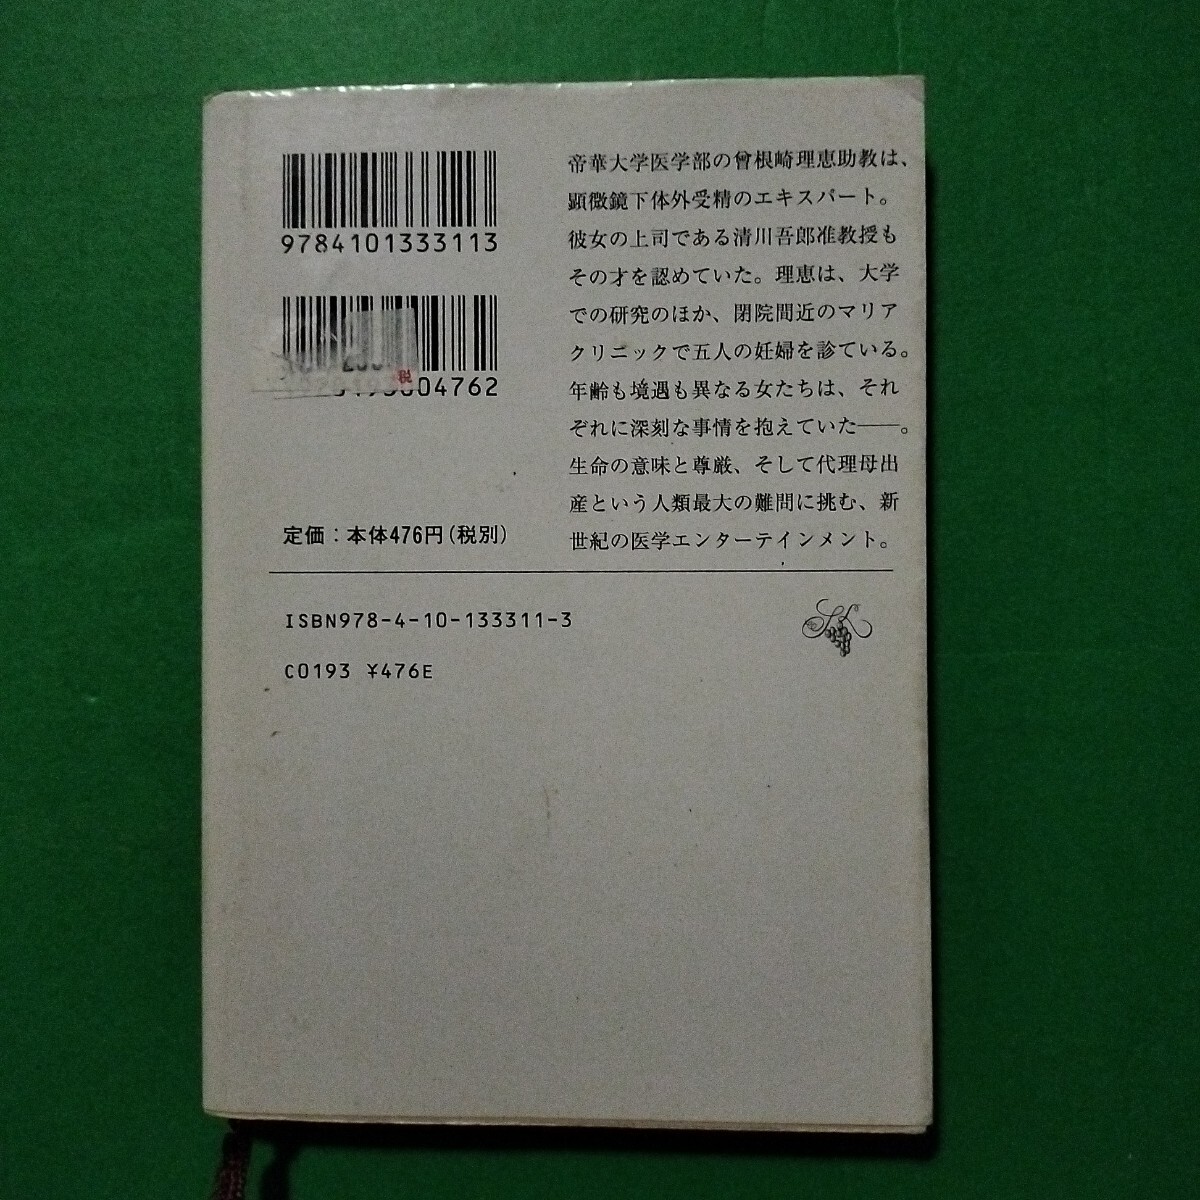 9784101333113
税
04762
定価：本体476円（税別）
ISBN978-4-10-133311-3
C0193 ¥476E
帝華大学医学部の曾根崎理恵助教は、
顕微鏡下体外受精のエキスパート。
彼女の上司である清川吾郎准教授も
その才を認めていた。理恵は、大学
での研究のほか、閉院間近のマリア
クリニックで五人の妊婦を診ている。
年齢も境遇も異なる女たちは、それ
ぞれに深刻な事情を抱えていた――。
生命の意味と尊厳、そして代理母出
産という人類最大の難問に挑む、新
世紀の医学エンターテインメント。